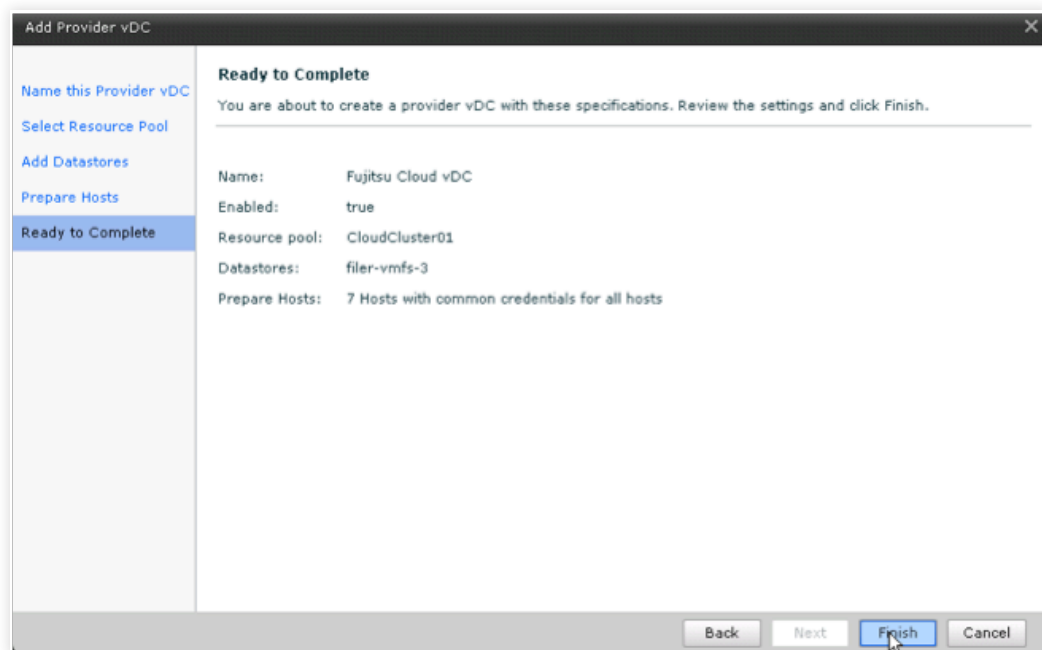 Add Provider vDC
Name this Provider vDC
Select Resource Pool
Add Datastores
Prepare Hosts
Ready to Complete
Ready to Complete
You are about to create a provider vDC with these specifications. Review the settings and click Finish.
Name: Fujitsu Cloud vDC
Enabled: true
Resource pool: CloudCluster01
Datastores: filer-vmfs-3
Prepare Hosts: 7 Hosts with common credentials for all hosts
Back Next Finish Cancel